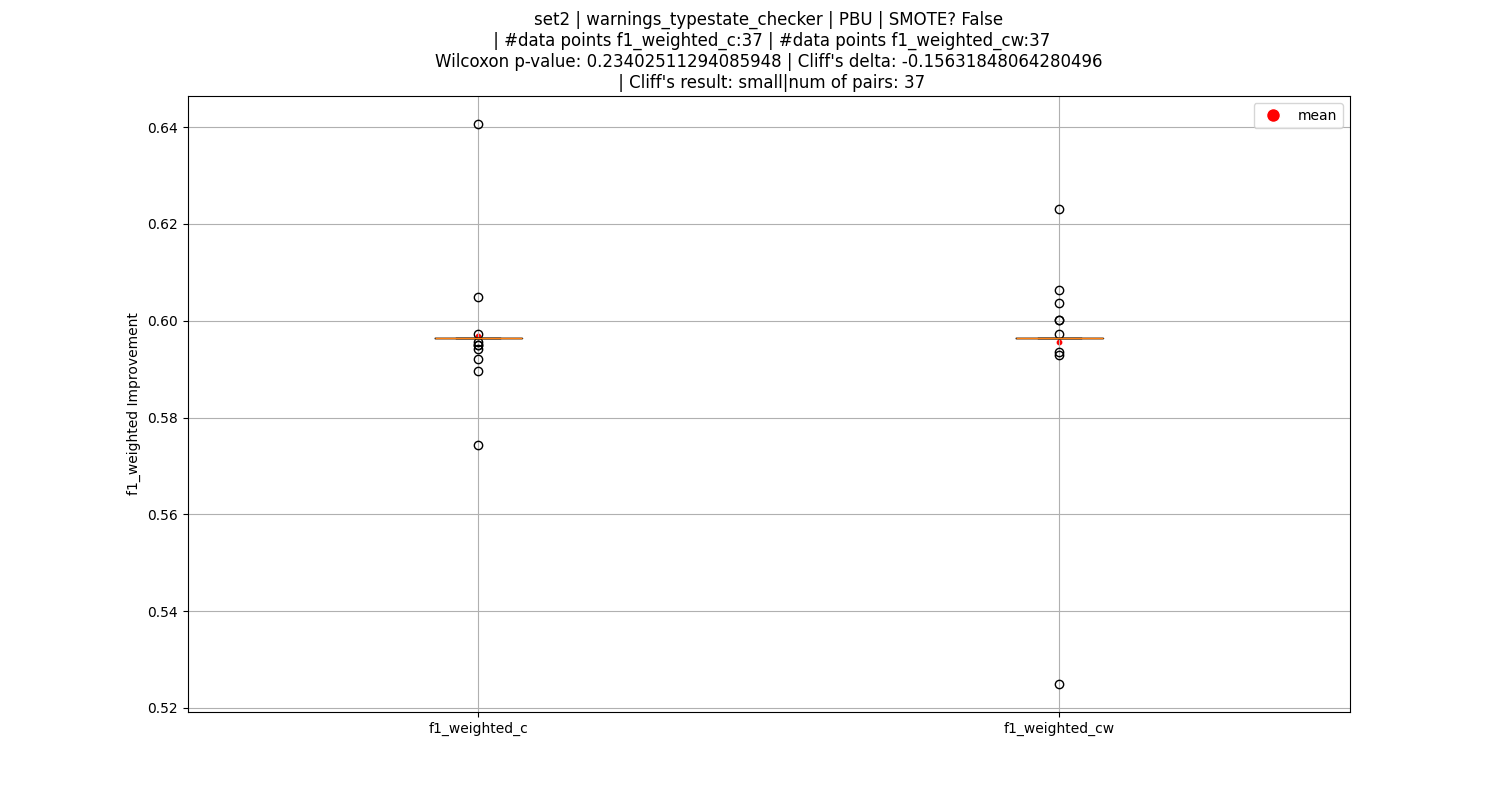 set2 | warnings_typestate_checker | PBU | SMOTE? False
| #data points f1_weighted_c:37 | #data points f1_weighted_cw:37
Wilcoxon p-value: 0.23402511294085948 | Cliff's delta: -0.15631848064280496
| Cliff's result: small|num of pairs: 37
mean
0.64
0.62
0.60
0.58
0.56
0.54
0.52
f1_weighted Improvement
f1_weighted_c
f1_weighted_cw